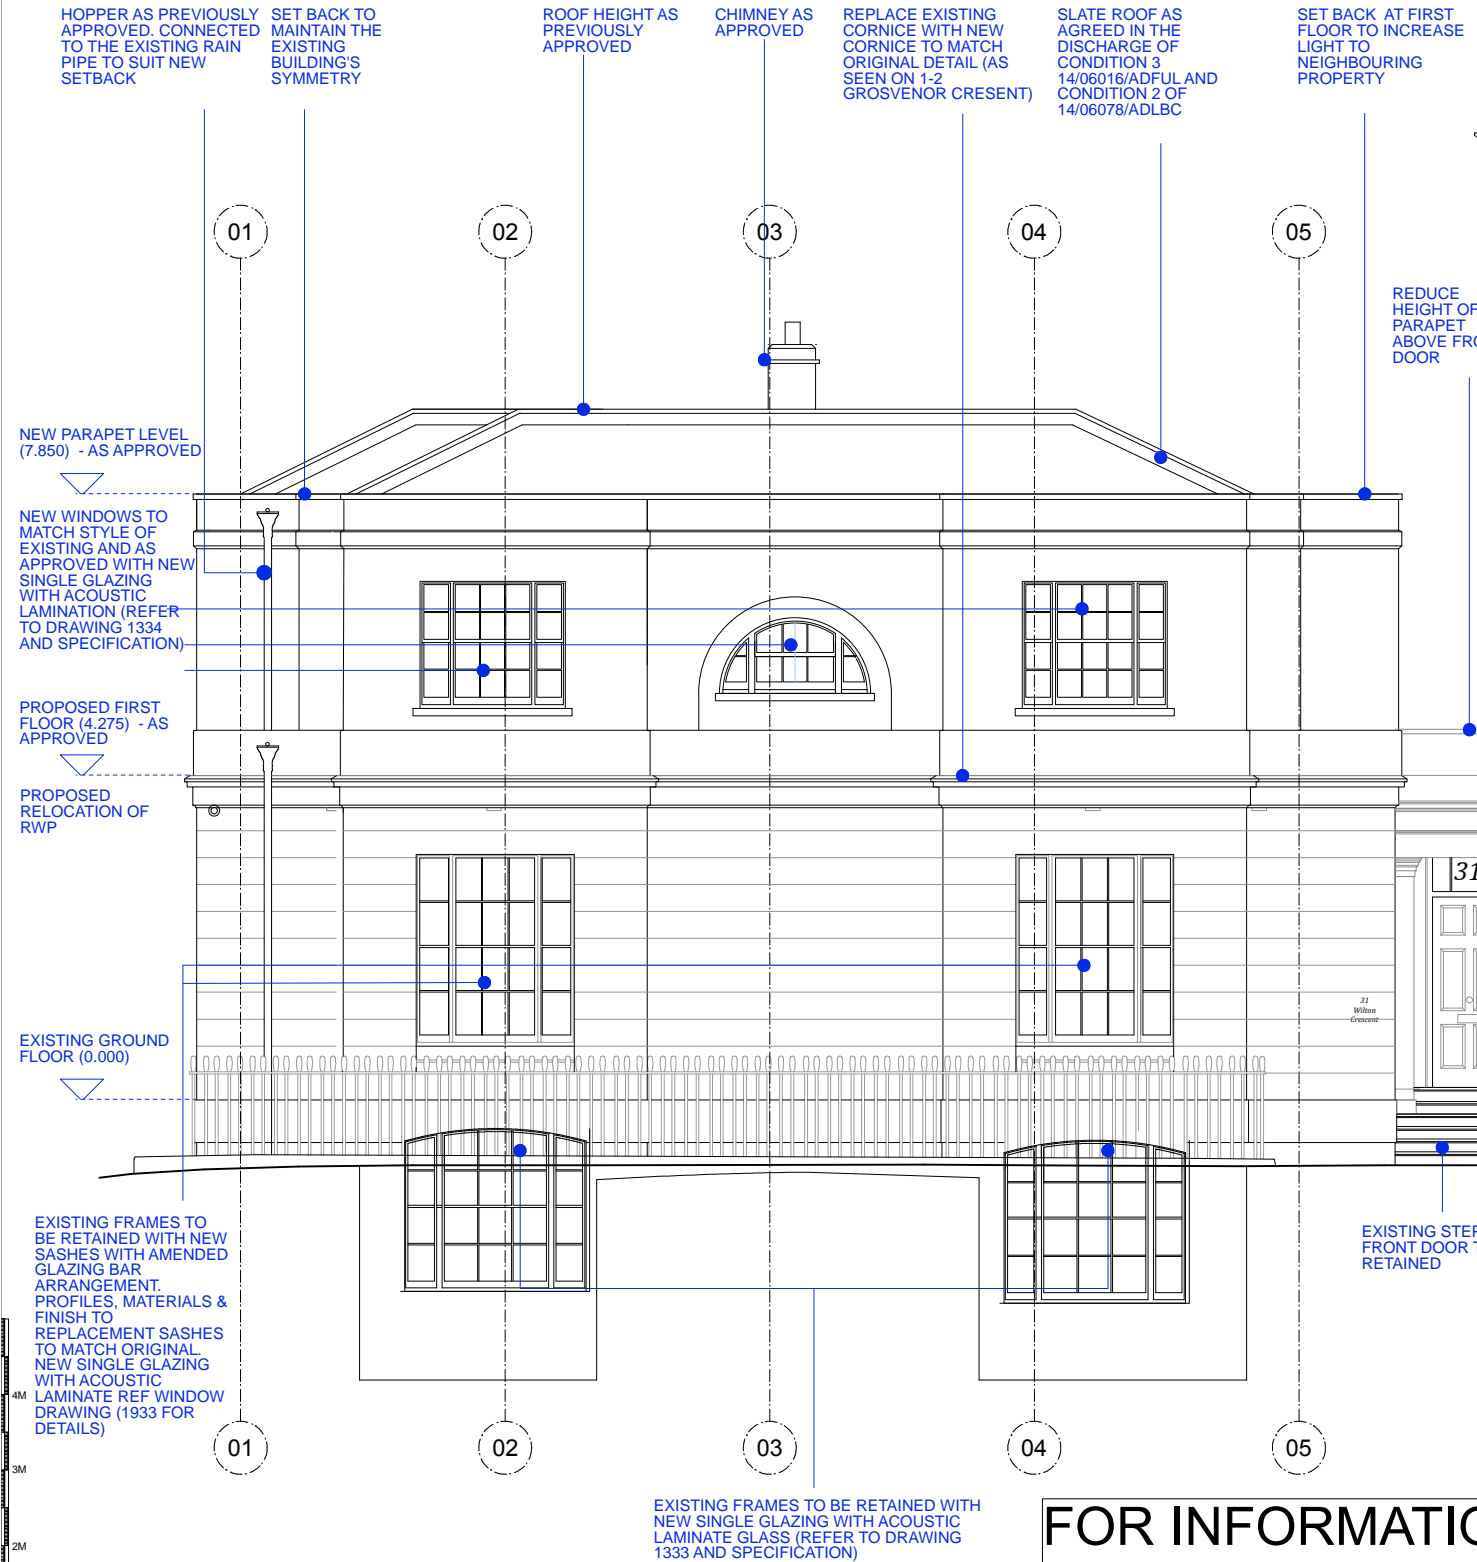 HOPPER AS PREVIOUSLY
APPROVED. CONNECTED
TO THE EXISTING RAIN
PIPE TO SUIT NEW
SETBACK
SET BACK TO
MAINTAIN THE
EXISTING
BUILDING'S
SYMMETRY
ROOF HEIGHT AS
PREVIOUSLY
APPROVED
CHIMNEY AS
APPROVED
REPLACE EXISTING
CORNICE WITH NEW
CORNICE TO MATCH
ORIGINAL DETAIL (AS
SEEN ON 1-2
GROSVENOR CRESENT)
SLATE ROOF AS
AGREED IN THE
DISCHARGE OF
CONDITION 3
14/06016/ADFUL AND
CONDITION 2 OF
14/06078/ADLBC
SET BACK AT FIRST
FLOOR TO INCREASE
LIGHT TO
NEIGHBOURING
PROPERTY
01
02
03
04
05
REDUCE
HEIGHT OF
PARAPET
ABOVE
DOOR
NEW PARAPET LEVEL
(7.850) - AS APPROVED
NEW WINDOWS TO
MATCH STYLE OF
EXISTING AND AS
APPROVED WITH NEW
SINGLE GLAZING
WITH ACOUSTIC
LAMINATION (REFER
TO DRAWING 1334
AND SPECIFICATION)
PROPOSED FIRST
FLOOR (4.275) - AS
APPROVED
PROPOSED
RELOCATION OF
RWP
31
31
Wilton
Crescent
EXISTING GROUND
FLOOR (0.000)
EXISTING FRAMES TO
BE RETAINED WITH NEW
SASHES WITH AMENDED
GLAZING BAR
ARRANGEMENT.
PROFILES, MATERIALS &
FINISH TO
REPLACEMENT SASHES
TO MATCH ORIGINAL.
NEW SINGLE GLAZING
WITH ACOUSTIC
LAMINATE REF WINDOW
DRAWING (1933 FOR
DETAILS)
EXISTING
FRONT DOOR
RETAINED
4M
3M
2M
01
02
03
04
05
EXISTING FRAMES TO BE RETAINED WITH
NEW SINGLE GLAZING WITH ACOUSTIC
LAMINATE GLASS (REFER TO DRAWING
1333 AND SPECIFICATION)
FOR